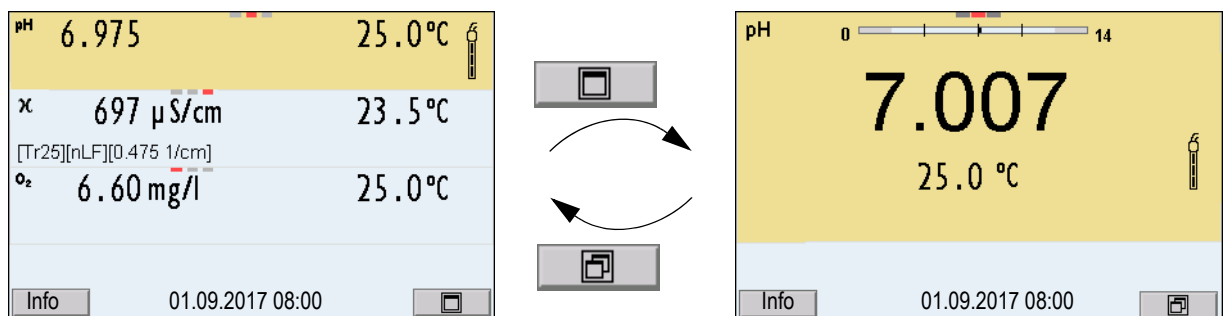 pH 6.975 25.0°C
ϰ 697 µS/cm 23.5°C
[Tr25][nLF][0.475 1/cm]
O₂ 6.60 mg/l 25.0°C
Info 01.09.2017 08:00
pH 0 14
7.007
25.0 °C
Info 01.09.2017 08:00